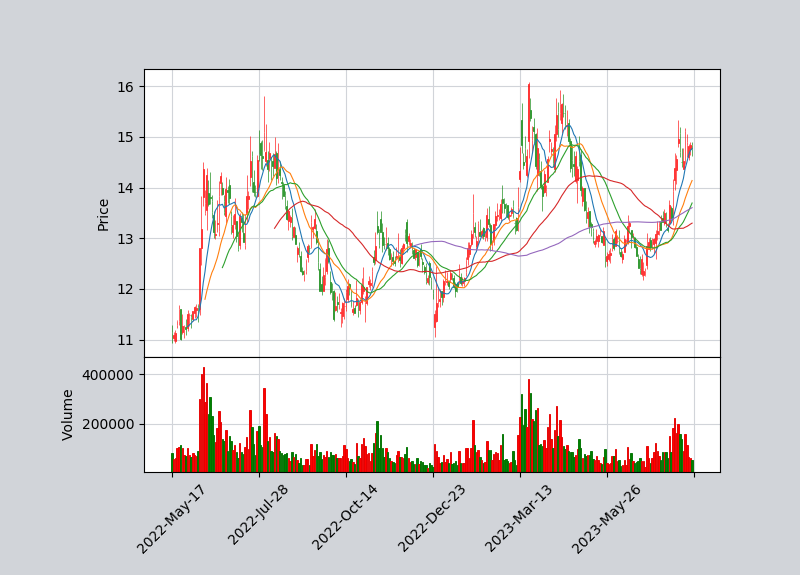 16
15
14
13
12
11
Price
400000
200000
Volume
2022-May-17
2022-Jul-28
2022-Oct-14
2022-Dec-23
2023-Mar-13
2023-May-26